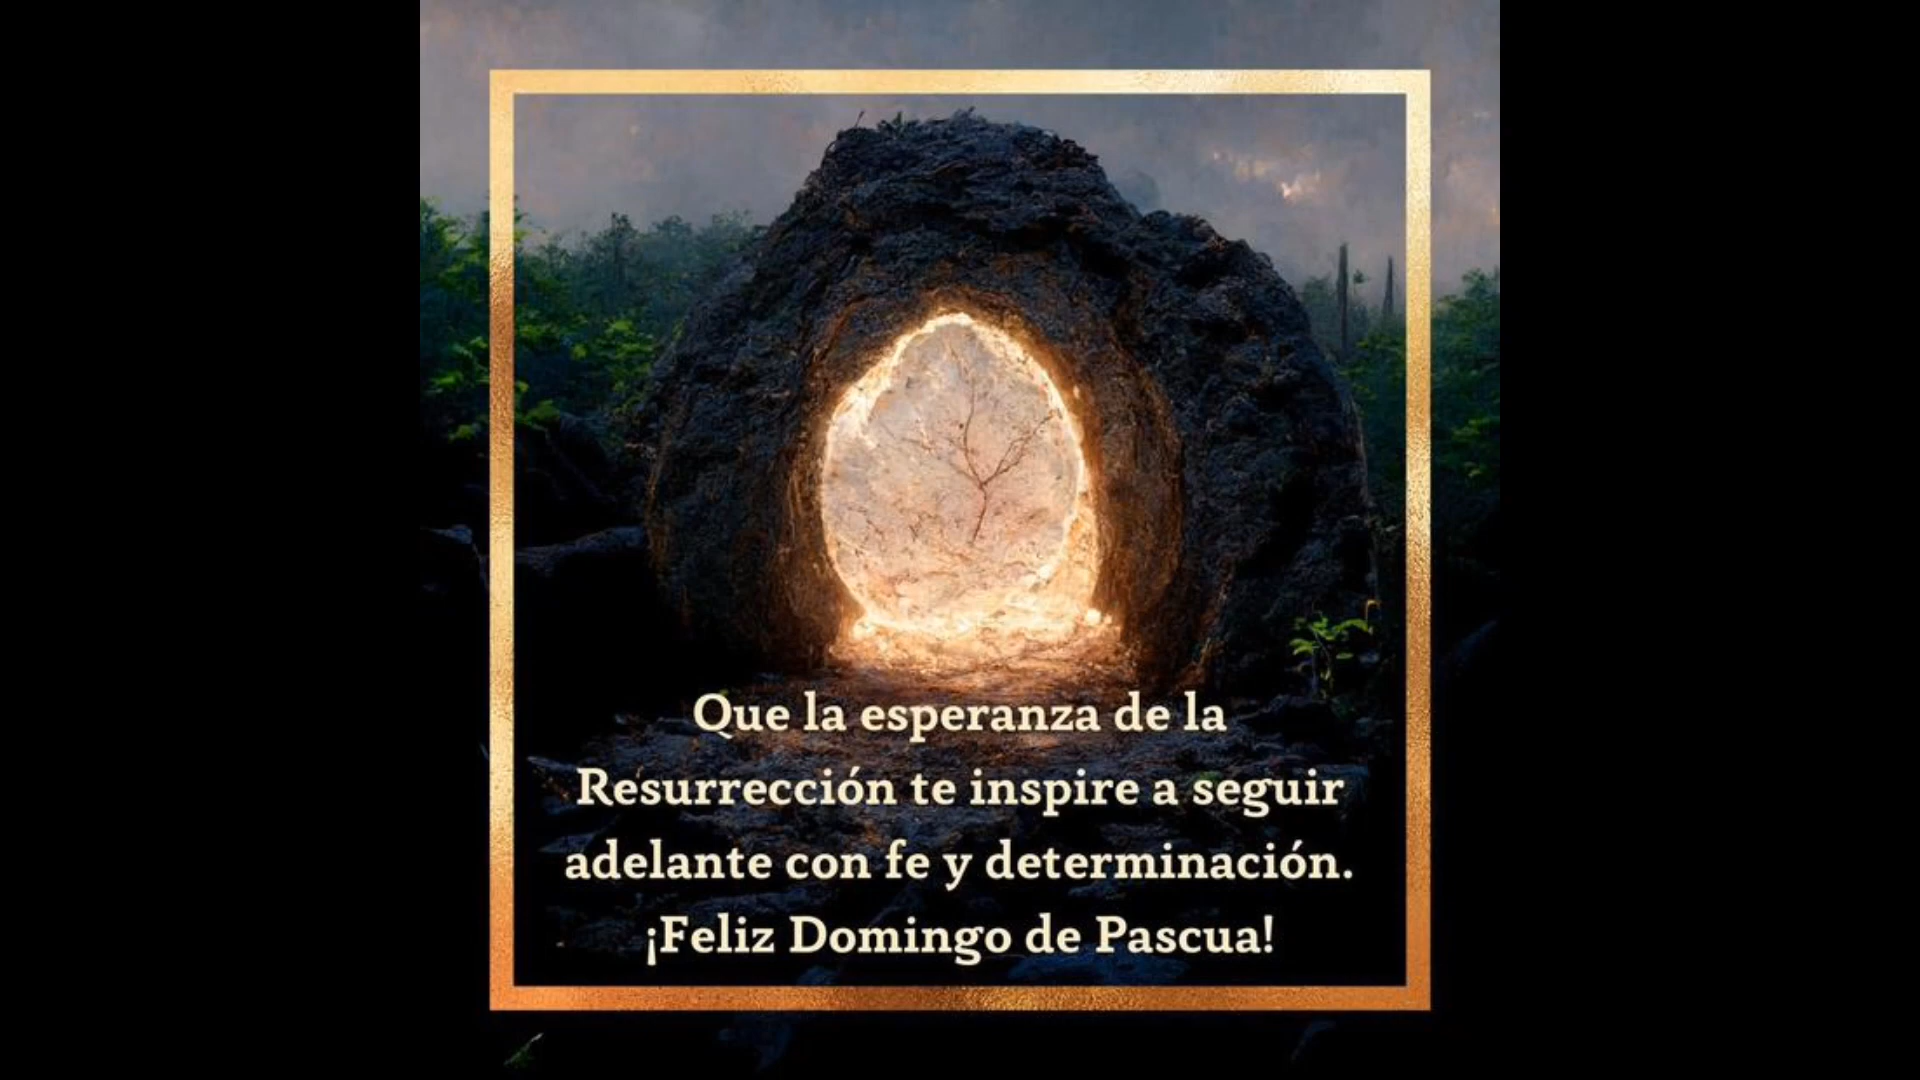 Que la esperanza de la
Resurrección te inspire a seguir
adelante con fe y determinación.
¡Feliz Domingo de Pascua!